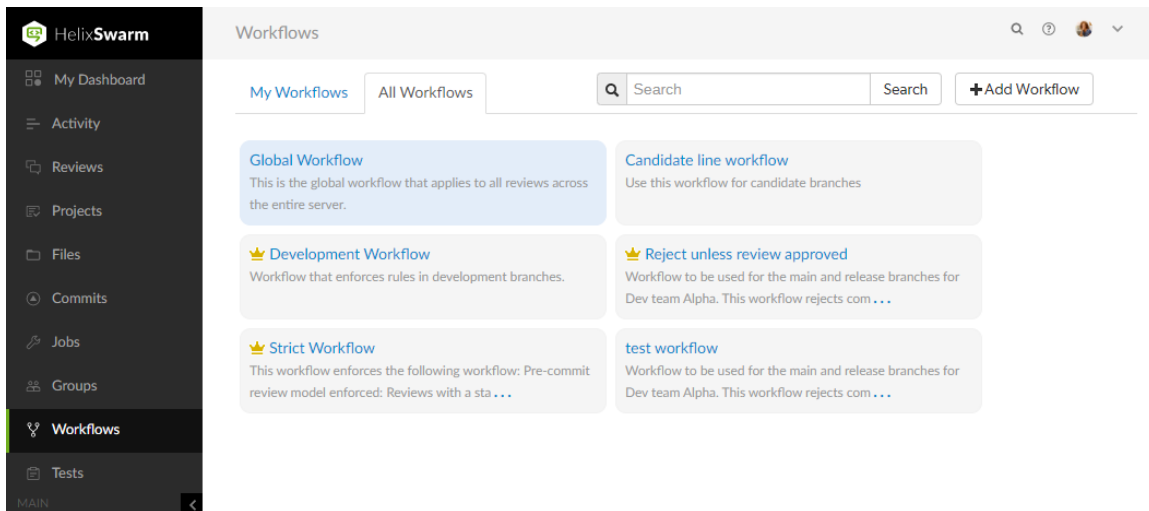 HelixSwarm
Workflows
My Dashboard
Activity
Reviews
Projects
Files
Commits
Jobs
Groups
Workflows
Tests
MAIN
My Workflows
All Workflows
Search
Search
+Add Workflow
Global Workflow
This is the global workflow that applies to all reviews across
the entire server.
Candidate line workflow
Use this workflow for candidate branches
Development Workflow
Workflow that enforces rules in development branches.
Reject unless review approved
Workflow to be used for the main and release branches for
Dev team Alpha. This workflow rejects com...
Strict Workflow
This workflow enforces the following workflow: Pre-commit
review model enforced: Reviews with a sta...
test workflow
Workflow to be used for the main and release branches for
Dev team Alpha. This workflow rejects com...